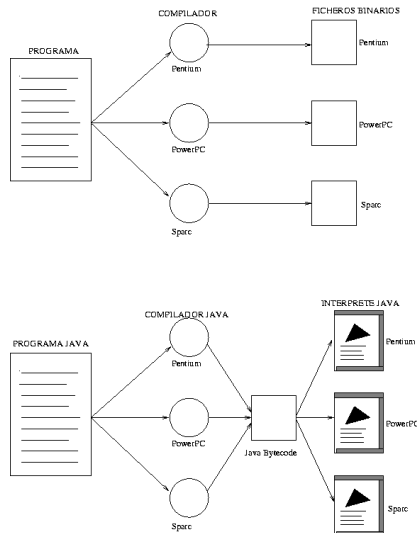 COMPILADOR
FICHEROS BINARIOS
PROGRAMA
Pentium
Pentium
PowerPC
PowerPC
Sparc
Sparc
INTERPRETE JAVA
COMPILADOR JAVA
PROGRAMA JAVA
Pentium
Pentium
PowerPC
PowerPC
Java Bytecode
Sparc
Sparc